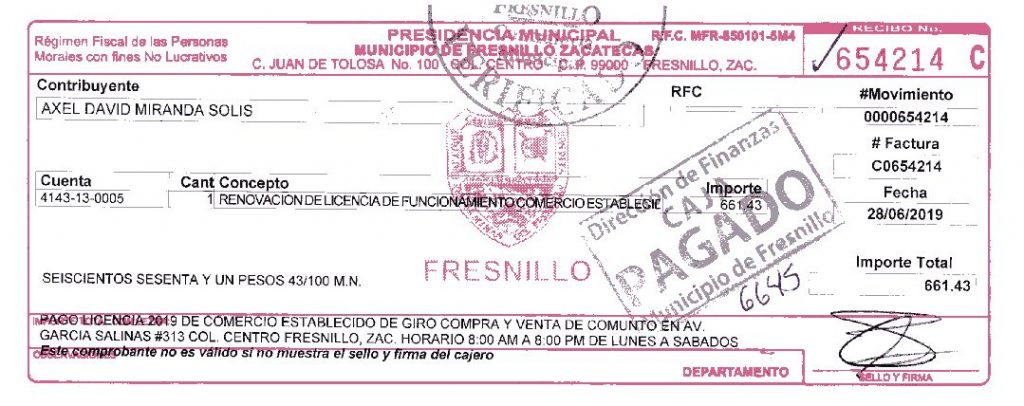 FRESNILLO
Régimen Fiscal de las Personas
Morales con fines No Lucrativos
PRESIDENCIA MUNICIPAL R.F.C. MFR-850101-5M4
MUNICIPIO DE FRESNILLO ZACATECAS
C. JUAN DE TOLOSA No. 100 COL. CENTRO C.P. 99000 FRESNILLO, ZAC.
VERIFICADO
RECIBO No.
654214 C
Contribuyente
RFC
#Movimiento
AXEL DAVID MIRANDA SOLIS
0000654214
# Factura
C0654214
Cuenta Cant Concepto Importe
Fecha
4143-13-0005 1 RENOVACION DE LICENCIA DE FUNCIONAMIENTO COMERCIO ESTABLECIL 661.43
28/06/2019
Dirección de Finanzas
CAJA
PAGADO
Municipio de Fresnillo
6645
FRESNILLO
Importe Total
661.43
SEISCIENTOS SESENTA Y UN PESOS 43/100 M.N.
PAGO LICENCIA 2019 DE COMERCIO ESTABLECIDO DE GIRO COMPRA Y VENTA DE COMUNTO EN AV.
GARCIA SALINAS #313 COL. CENTRO FRESNILLO, ZAC. HORARIO 8:00 AM A 8:00 PM DE LUNES A SABADOS
Este comprobante no es válido si no muestra el sello y firma del cajero
OBSERVACIONES
DEPARTAMENTO
SELLO Y FIRMA